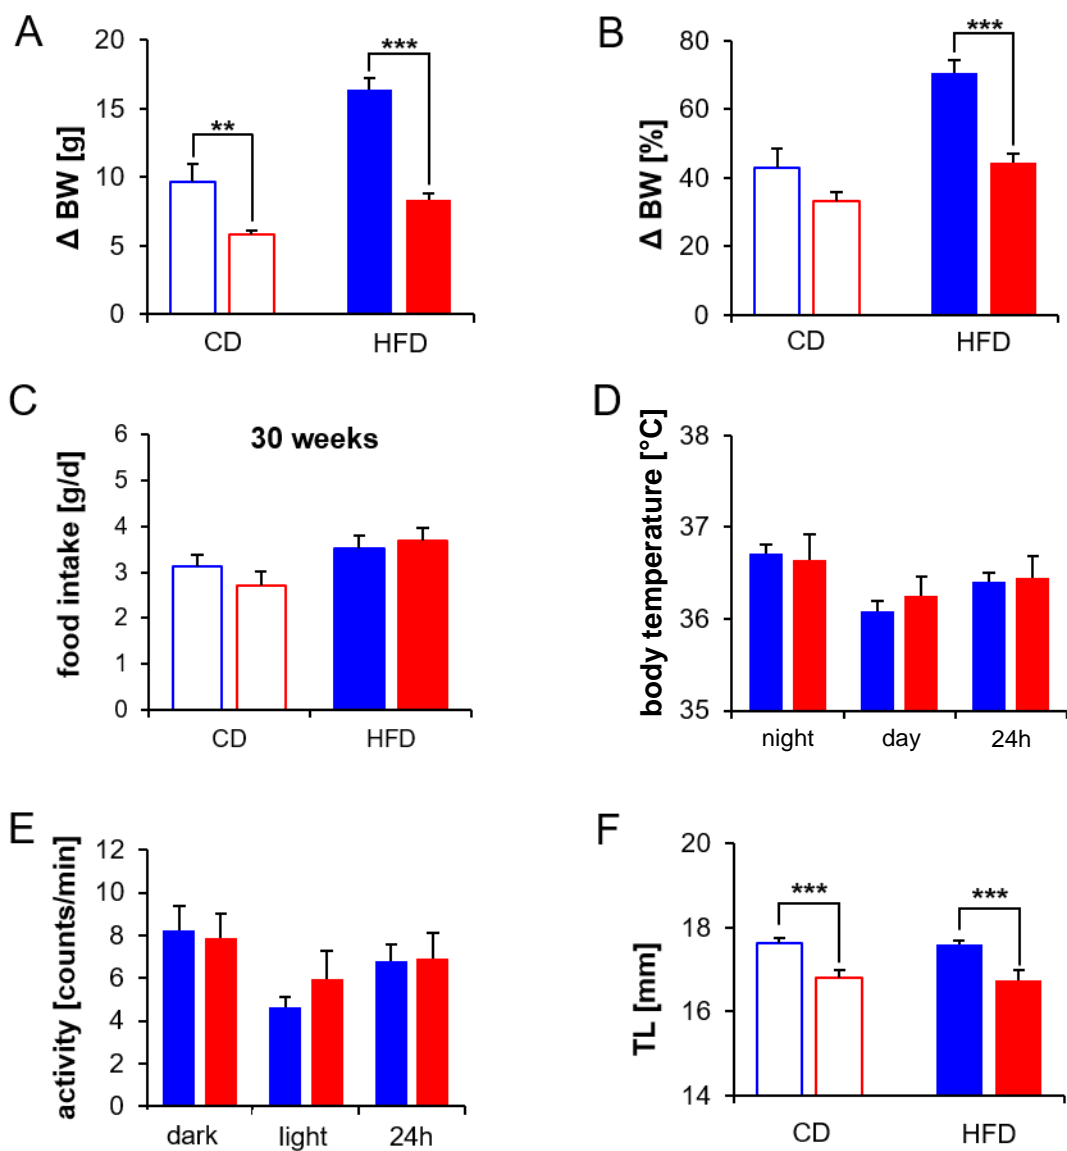 A
Δ BW [g]
20
15
10
5
0
**
***
CD
HFD
B
Δ BW [%]
80
60
40
20
0
***
CD
HFD
C
30 weeks
food intake [g/d]
6
5
4
3
2
1
0
CD
HFD
D
body temperature [°C]
38
37
36
35
night
day
24h
E
activity [counts/min]
12
10
8
6
4
2
0
dark
light
24h
F
TL [mm]
20
18
16
14
***
***
CD
HFD